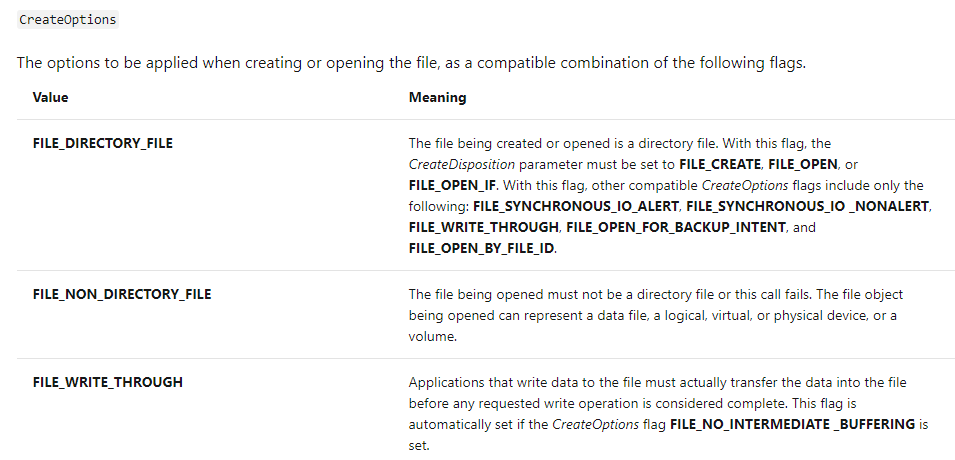 CreateOptions
The options to be applied when creating or opening the file, as a compatible combination of the following flags.
Value Meaning
FILE_DIRECTORY_FILE The file being created or opened is a directory file. With this flag, the
CreateDisposition parameter must be set to FILE_CREATE, FILE_OPEN, or
FILE_OPEN_IF. With this flag, other compatible CreateOptions flags include only the
following: FILE_SYNCHRONOUS_IO_ALERT, FILE_SYNCHRONOUS_IO _NONALERT,
FILE_WRITE_THROUGH, FILE_OPEN_FOR_BACKUP_INTENT, and
FILE_OPEN_BY_FILE_ID.
FILE_NON_DIRECTORY_FILE The file being opened must not be a directory file or this call fails. The file object
being opened can represent a data file, a logical, virtual, or physical device, or a
volume.
FILE_WRITE_THROUGH Applications that write data to the file must actually transfer the data into the file
before any requested write operation is considered complete. This flag is
automatically set if the CreateOptions flag FILE_NO_INTERMEDIATE _BUFFERING is
set.